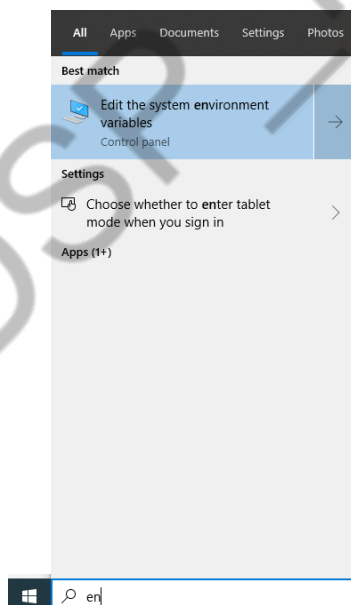 All Apps Documents Settings Photos
Best match
Edit the system environment
variables
Control panel
Settings
Choose whether to enter tablet
mode when you sign in
Apps (1+)
en